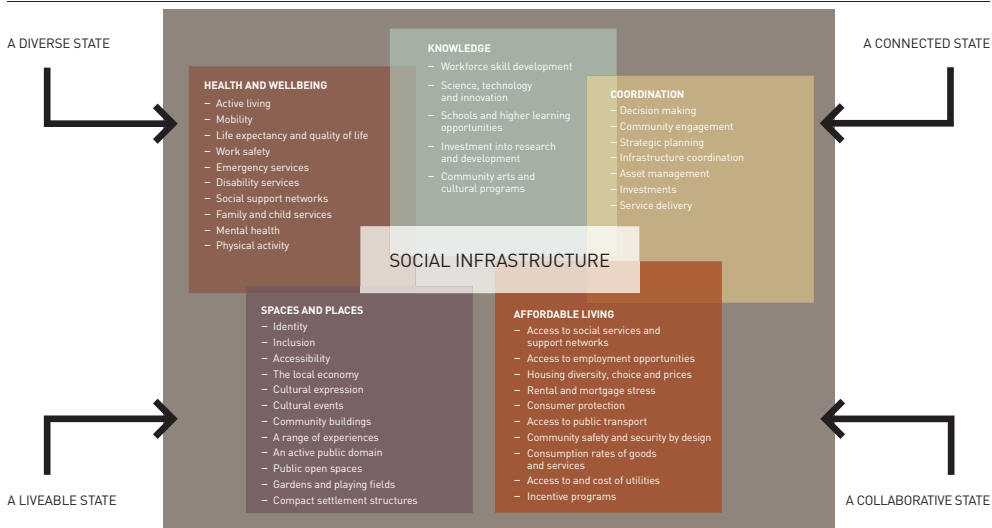 A DIVERSE STATE
A CONNECTED STATE
KNOWLEDGE
– Workforce skill development
– Science, technology
and innovation
– Schools and higher learning
opportunities
– Investment into research
and development
– Community arts and
cultural programs
HEALTH AND WELLBEING
– Active living
– Mobility
– Life expectancy and quality of life
– Work safety
– Emergency services
– Disability services
– Social support networks
– Family and child services
– Mental health
– Physical activity
COORDINATION
– Decision making
– Community engagement
– Strategic planning
– Infrastructure coordination
– Asset management
– Investments
– Service delivery
SOCIAL INFRASTRUCTURE
SPACES AND PLACES
– Identity
– Inclusion
– Accessibility
– The local economy
– Cultural expression
– Cultural events
– Community buildings
– A range of experiences
– An active public domain
– Public open spaces
– Gardens and playing fields
– Compact settlement structures
AFFORDABLE LIVING
– Access to social services and
support networks
– Access to employment opportunities
– Housing diversity, choice and prices
– Rental and mortgage stress
– Consumer protection
– Access to public transport
– Community safety and security by design
– Consumption rates of goods
and services
– Access to and cost of utilities
– Incentive programs
A LIVEABLE STATE
A COLLABORATIVE STATE